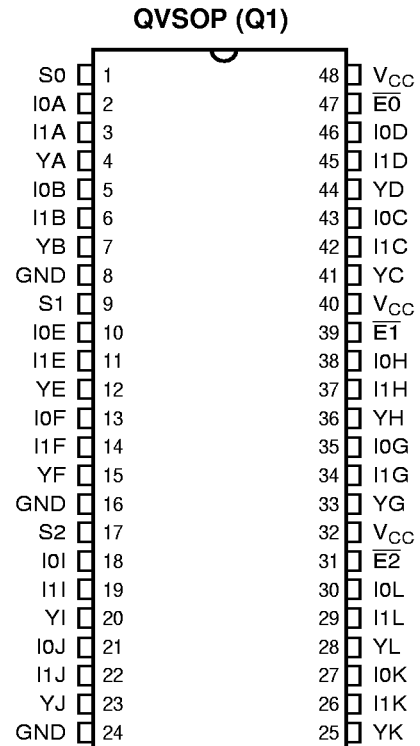 QVSOP (Q1)
S0 1 48 VCC
I0A 2 47 E0
I1A 3 46 I0D
YA 4 45 I1D
I0B 5 44 YD
I1B 6 43 I0C
YB 7 42 I1C
GND 8 41 YC
S1 9 40 VCC
I0E 10 39 E1
I1E 11 38 I0H
YE 12 37 I1H
I0F 13 36 YH
I1F 14 35 I0G
YF 15 34 I1G
GND 16 33 YG
S2 17 32 VCC
I0I 18 31 E2
I1I 19 30 I0L
YI 20 29 I1L
I0J 21 28 YL
I1J 22 27 I0K
YJ 23 26 I1K
GND 24 25 YK